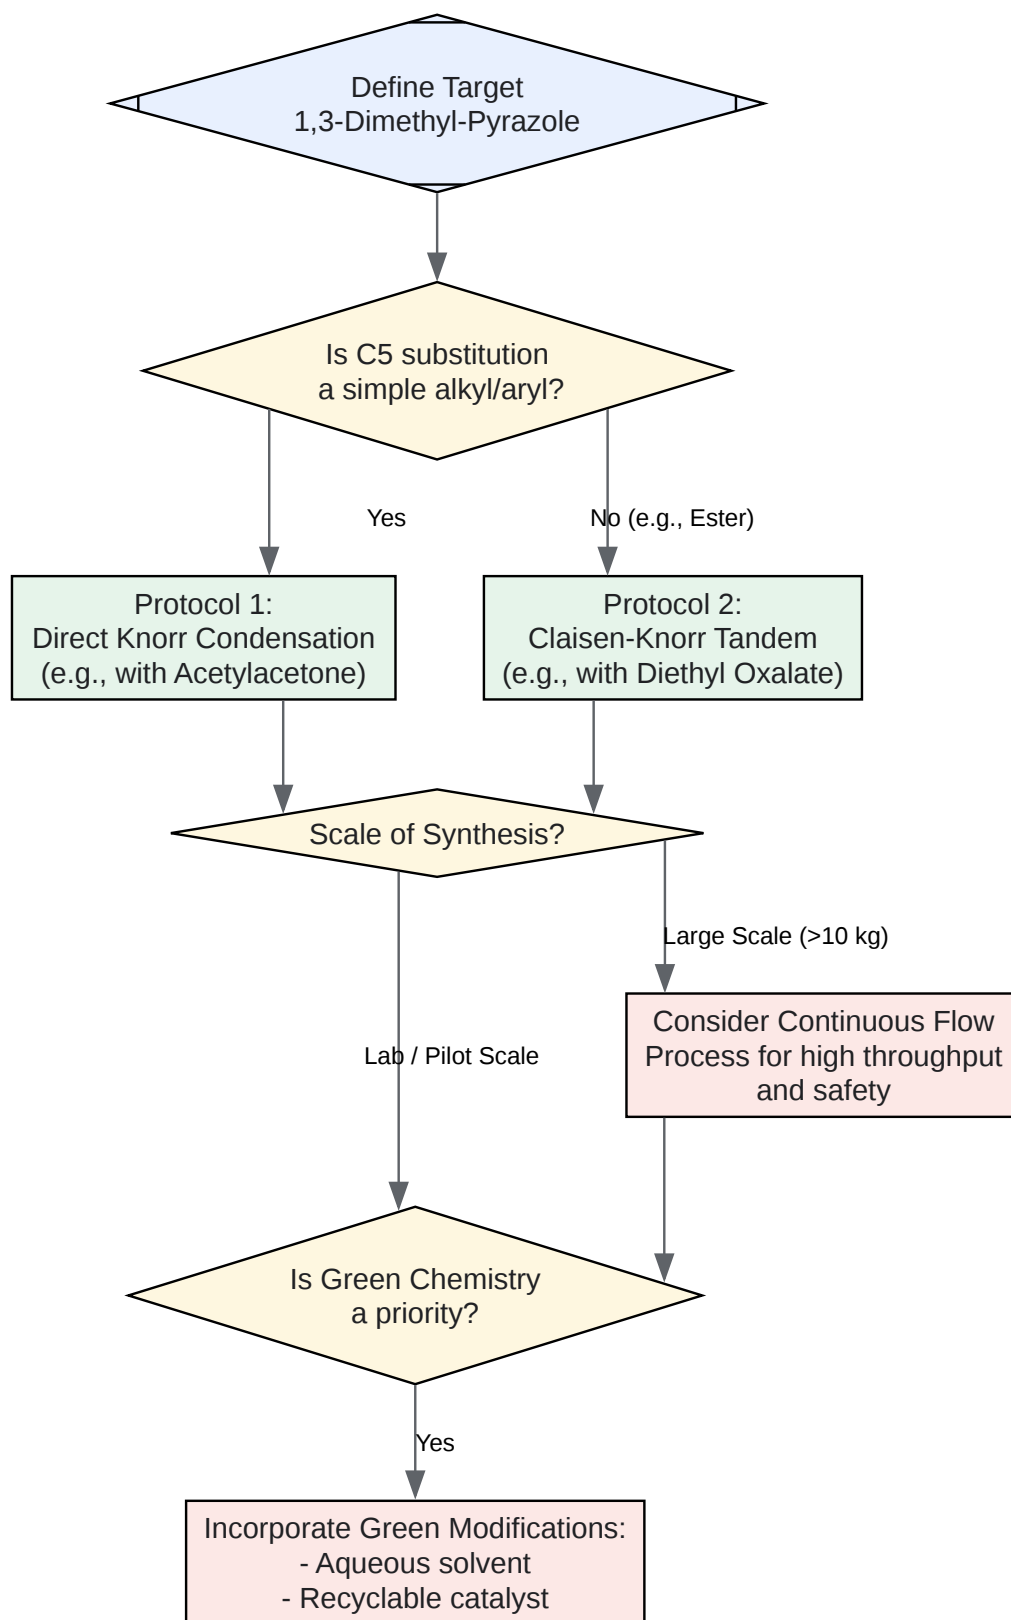 Define Target
1,3-Dimethyl-Pyrazole
Is C5 substitution
a simple alkyl/aryl?
Yes
No (e.g., Ester)
Protocol 1:
Direct Knorr Condensation
(e.g., with Acetylacetone)
Protocol 2:
Claisen-Knorr Tandem
(e.g., with Diethyl Oxalate)
Scale of Synthesis?
Large Scale (>10 kg)
Consider Continuous Flow
Process for high throughput
and safety
Lab / Pilot Scale
Is Green Chemistry
a priority?
Yes
Incorporate Green Modifications:
- Aqueous solvent
- Recyclable catalyst